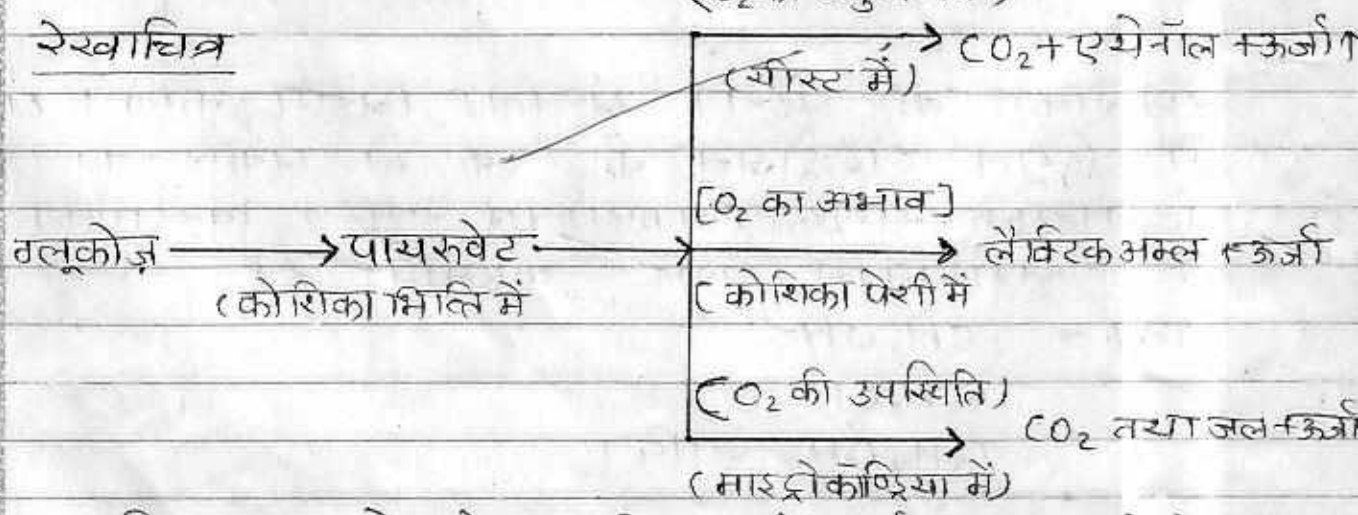 रेखाचित्र
CO₂ + एथेनॉल + ऊर्जा↑
(यीस्ट में)
[O₂ का अभाव]
ग्लूकोज़ → पायरुवेट → लैक्टिक अम्ल + ऊर्जा
(कोशिका भित्ति में
(कोशिका पेशी में
(O₂ की उपस्थिति)
CO₂ तथा जल + ऊर्जा
(माइट्रोकॉण्ड्रिया में)